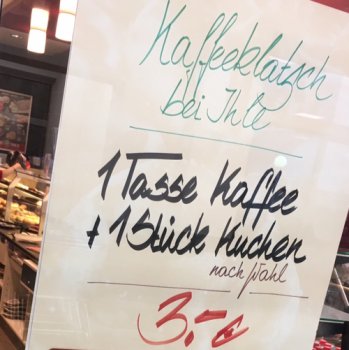 Kaffeeklatsch
bei Ihle
1 Tasse Kaffee
+ 1 Stück Kuchen
nach Wahl
3,- €